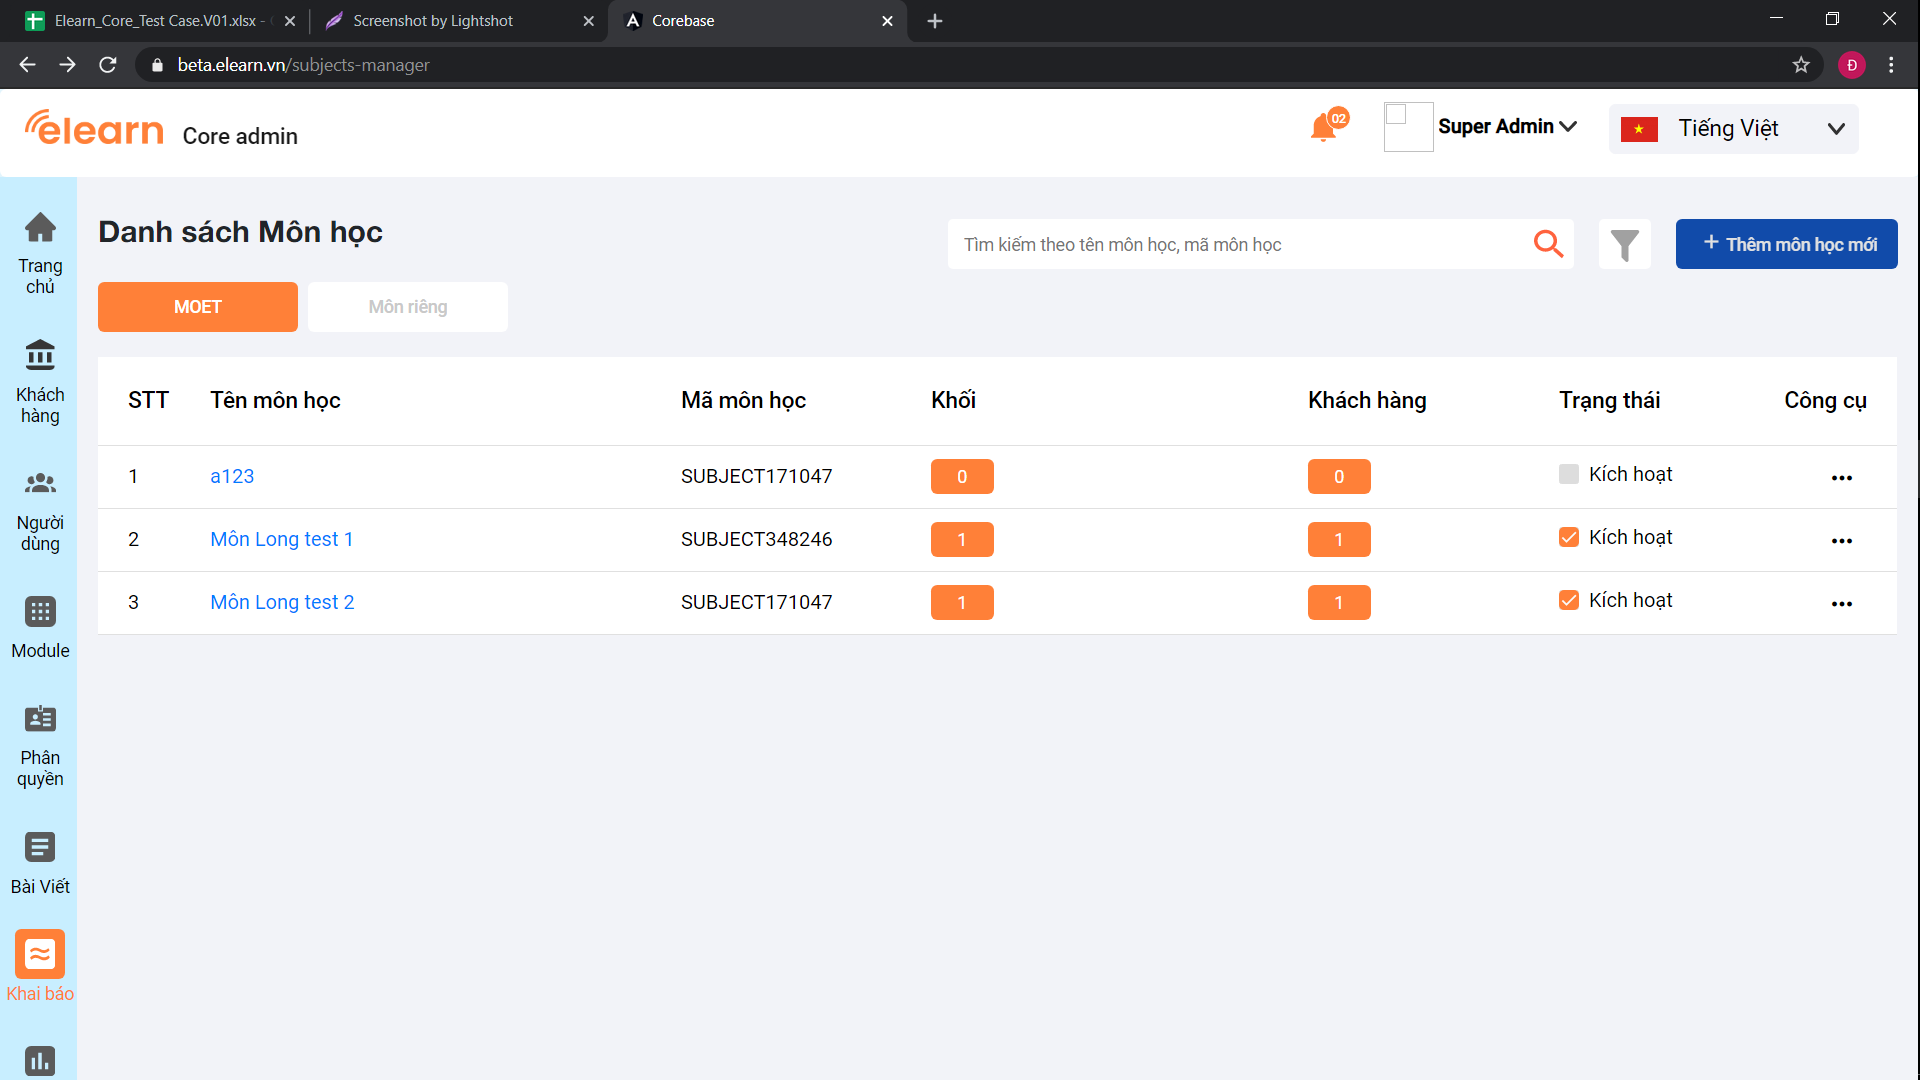 Elearn_Core_Test Case.V01.xlsx -
Screenshot by Lightshot
Corebase
beta.elearn.vn/subjects-manager
Đ
elearn Core admin
02
Super Admin
Tiếng Việt
Trang chủ
Khách hàng
Người dùng
Module
Phân quyền
Bài Viết
Khai báo
Danh sách Môn học
Tìm kiếm theo tên môn học, mã môn học
+ Thêm môn học mới
MOET
Môn riêng
STT Tên môn học Mã môn học Khối Khách hàng Trạng thái Công cụ
1 a123 SUBJECT171047 0 0 Kích hoạt ...
2 Môn Long test 1 SUBJECT348246 1 1 Kích hoạt ...
3 Môn Long test 2 SUBJECT171047 1 1 Kích hoạt ...